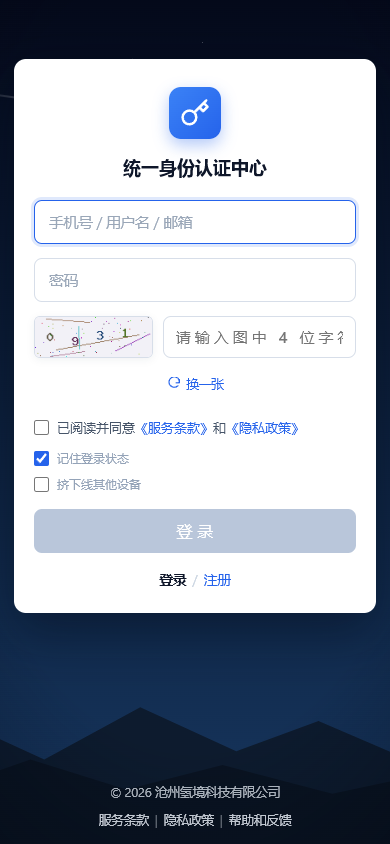 统一身份认证中心
手机号 / 用户名 / 邮箱
密码
0931
请输入图中 4 位字
换一张
已阅读并同意《服务条款》和《隐私政策》
记住登录状态
挤下线其他设备
登录
登录 / 注册
© 2026 沧州氢境科技有限公司
服务条款 | 隐私政策 | 帮助和反馈